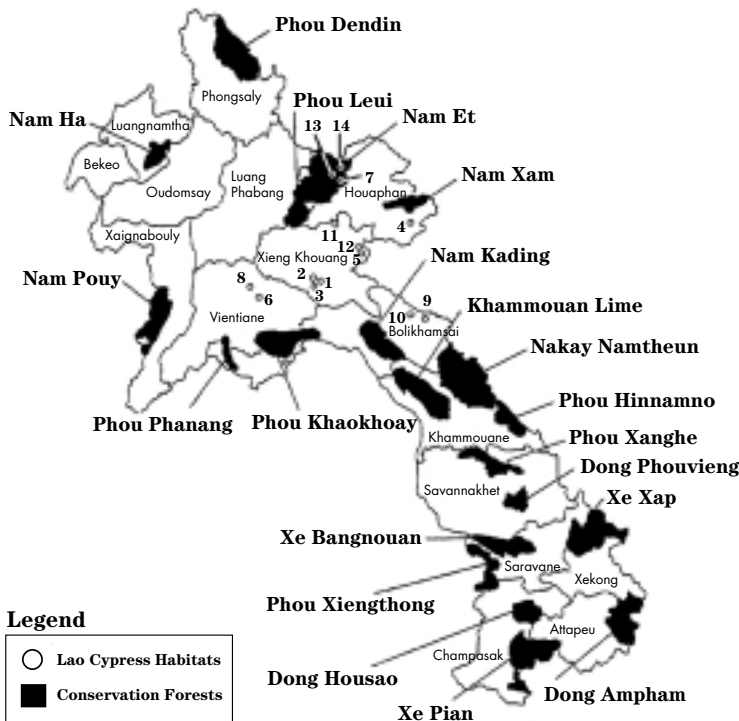 Phou Dendin
Phongsaly
Phou Leui
Nam Ha
Luangnamtha
13
14
Nam Et
Bekeo
Oudomsay
Luang
Phabang
7
Houaphan
Nam Xam
4
Xaignabouly
11
12
Xieng Khouang
5
Nam Kading
Nam Pouy
8
2
1
3
6
Vientiane
9
10
Bolikhamsai
Khammouan Lime
Nakay Namtheun
Phou Phanang
Phou Khaokhoay
Phou Hinnamno
Khammouane
Phou Xanghe
Dong Phouvieng
Savannakhet
Xe Xap
Xe Bangnouan
Saravane
Xekong
Phou Xiengthong
Attapeu
Champasak
Dong Housao
Dong Ampham
Xe Pian
Legend
Lao Cypress Habitats
Conservation Forests